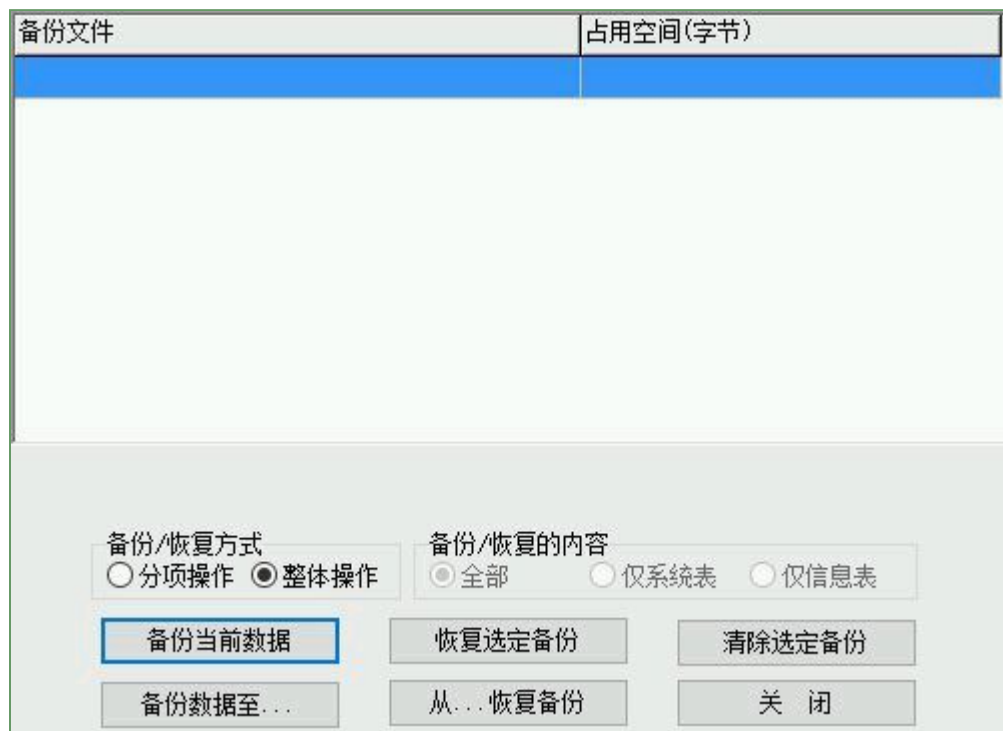 备份文件 占用空间(字节)
备份/恢复方式 备份/恢复的内容
分项操作 整体操作 全部 仅系统表 仅信息表
备份当前数据 恢复选定备份 清除选定备份
备份数据至... 从...恢复备份 关 闭